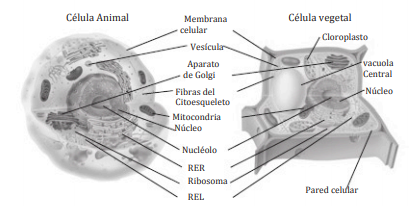 Célula Animal
Membrana
celular
Célula vegetal
Cloroplasto
Vesícula
vacuola
Central
Aparato
de Golgi
Fibras del
Citoesqueleto
Núcleo
Mitocondria
Núcleo
Nucléolo
RER
Ribosoma
REL
Pared celular